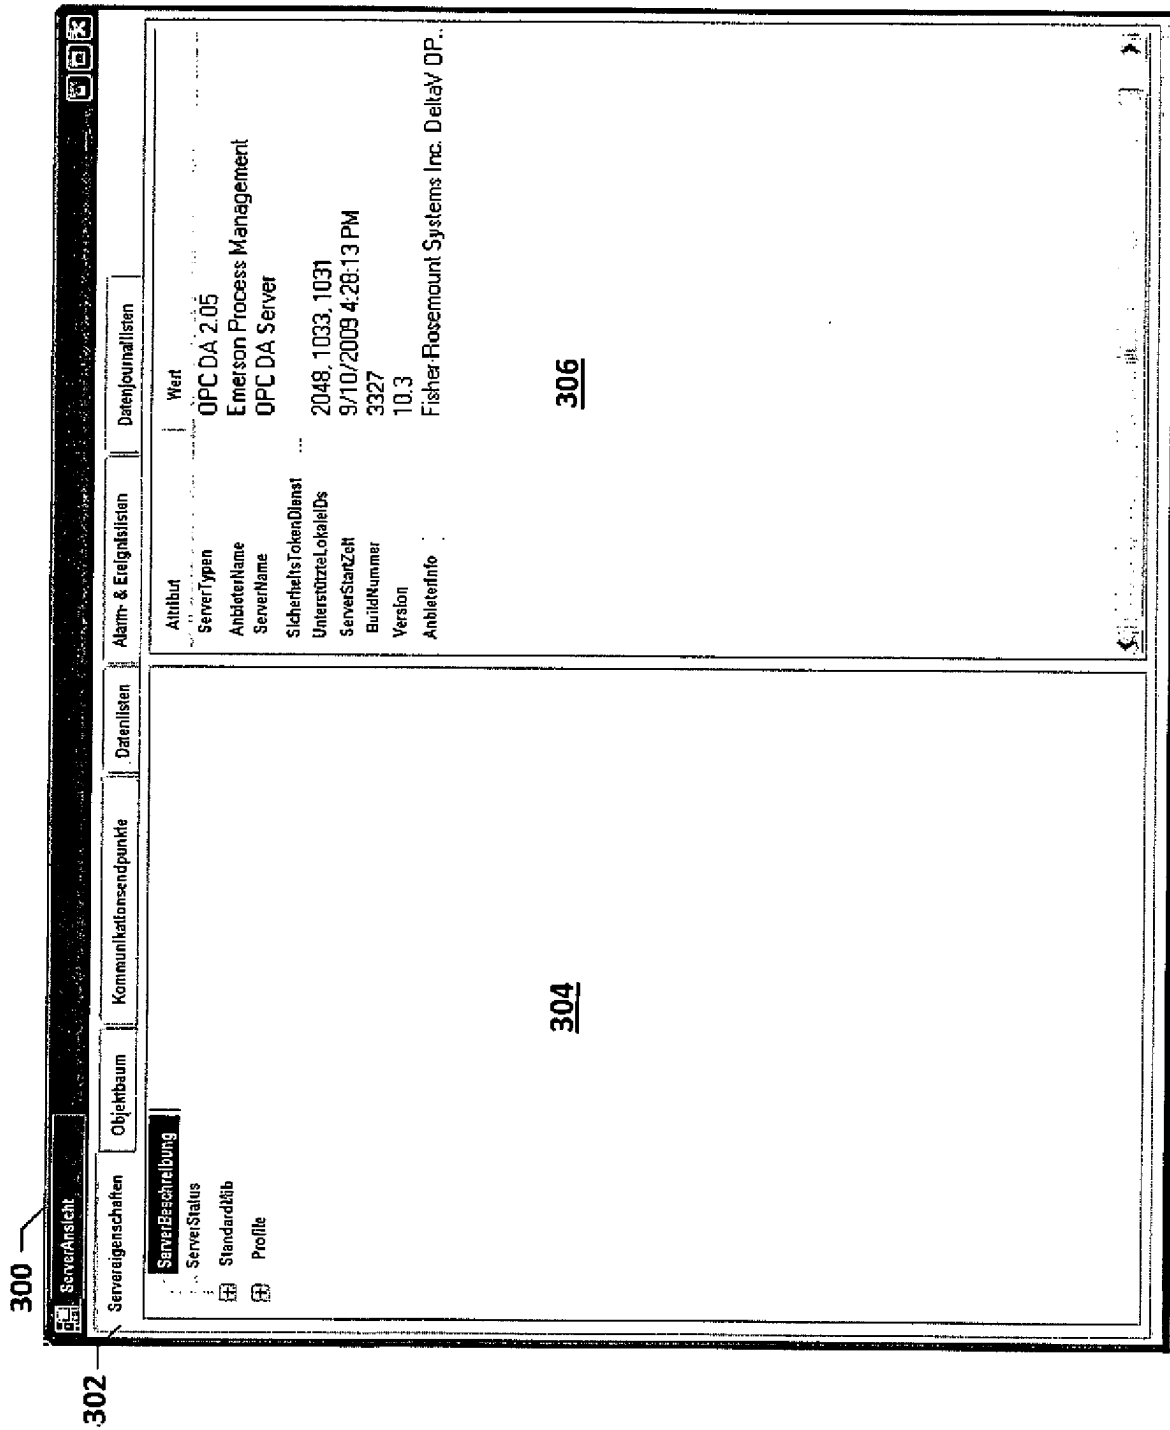 300
302
ServerAnsicht
Servereigenschaften Objektbaum Kommunikationsendpunkte Datenlisten Alarm- & Ereignislisten Datenjournallisten
ServerBeschreibung
ServerStatus
StandardMib
Profile
304
Attribut Wert
ServerTypen OPC DA 2.05
AnbieterName Emerson Process Management
ServerName OPC DA Server
SicherheitsTokenDienst ...
UnterstützteLokaleIDs 2048, 1033, 1031
ServerStartZeit 9/10/2009 4:28:13 PM
BuildNummer 3327
Version 10.3
AnbieterInfo Fisher-Rosemount Systems Inc. DeltaV OP..
306